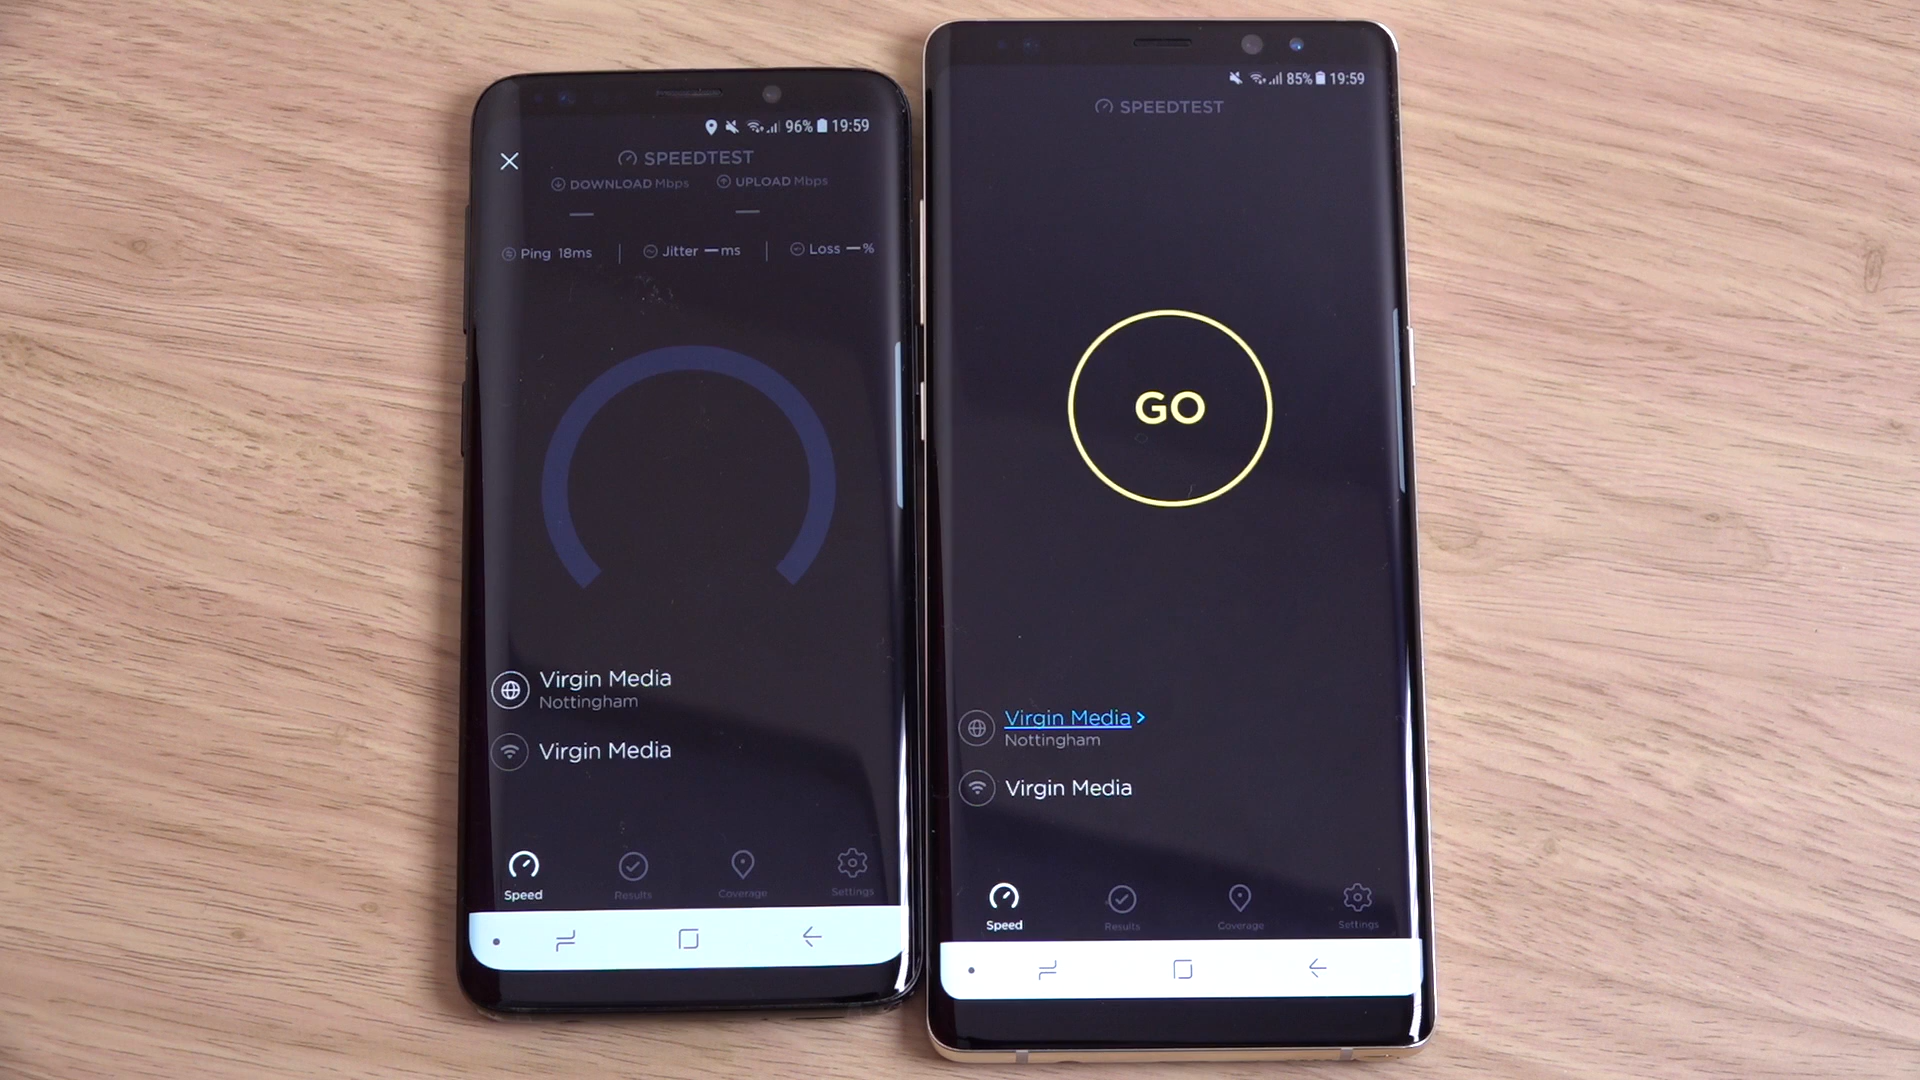 96% 19:59
SPEEDTEST
DOWNLOAD Mbps UPLOAD Mbps
Ping 18ms Jitter — ms Loss — %
Virgin Media
Nottingham
Virgin Media
Speed Results Coverage Settings
85% 19:59
SPEEDTEST
GO
Virgin Media >
Nottingham
Virgin Media
Speed Results Coverage Settings